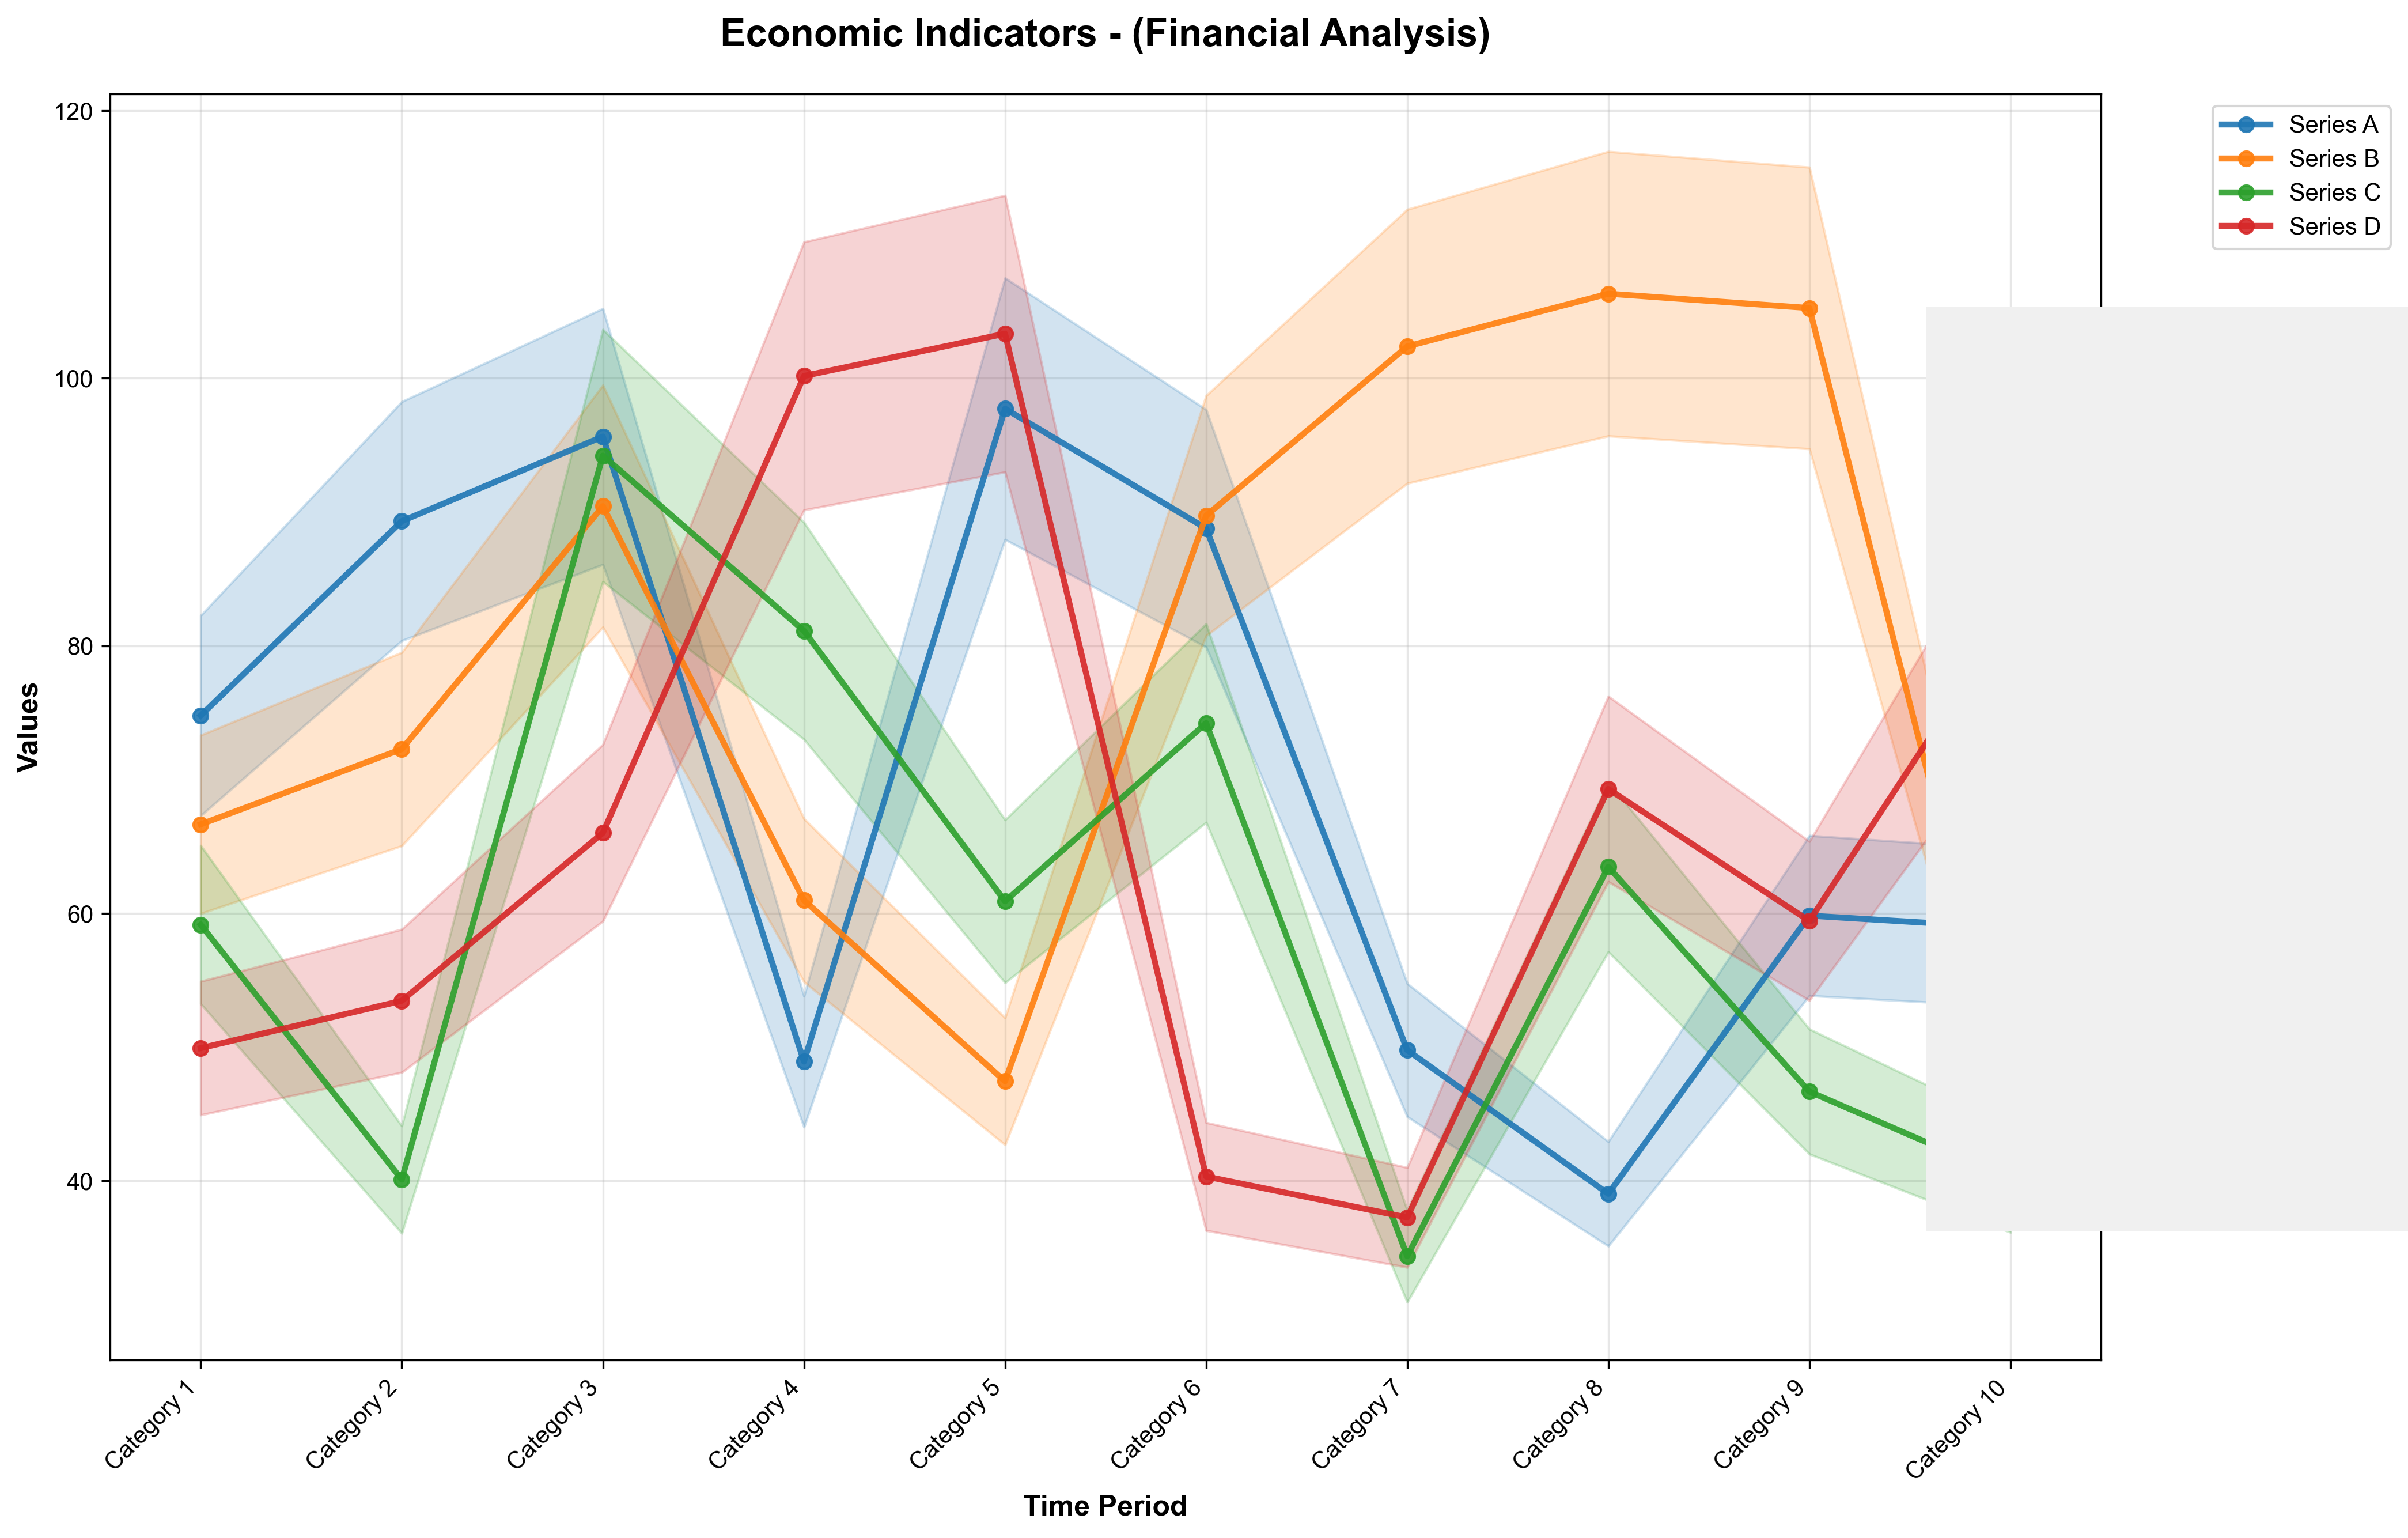 Economic Indicators - (Financial Analysis)
120
100
80
60
40
Values
Series A
Series B
Series C
Series D
Category 1
Category 2
Category 3
Category 4
Category 5
Category 6
Category 7
Category 8
Category 9
Category 10
Time Period